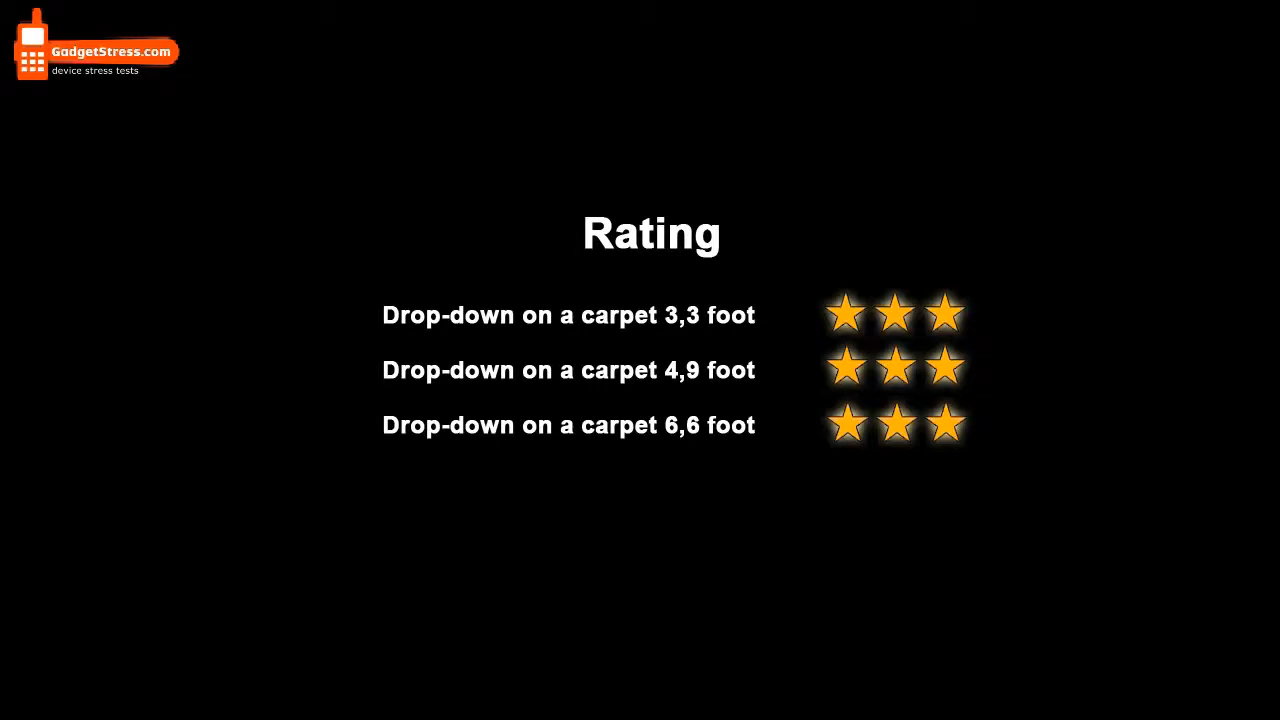 GadgetStress.com
device stress tests
Rating
Drop-down on a carpet 3,3 foot
Drop-down on a carpet 4,9 foot
Drop-down on a carpet 6,6 foot